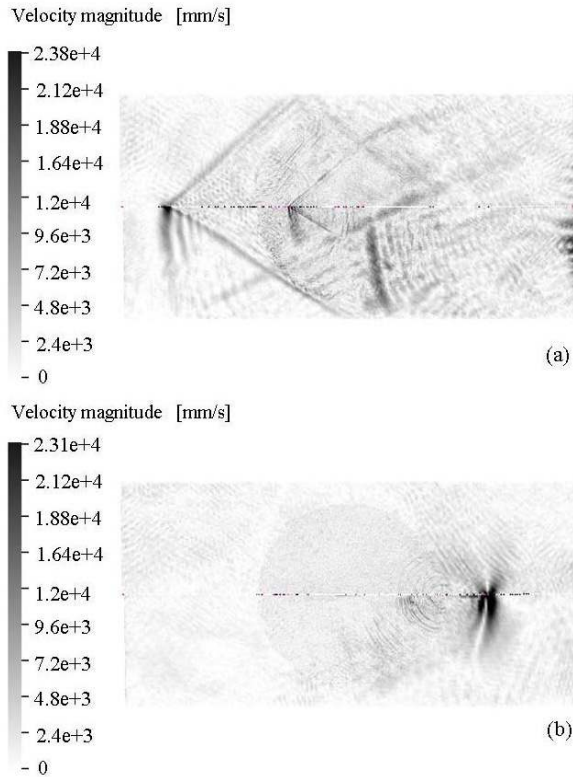 Velocity magnitude [mm/s]
2.38e+4
2.12e+4
1.88e+4
1.64e+4
1.2e+4
9.6e+3
7.2e+3
4.8e+3
2.4e+3
0
(a)
Velocity magnitude [mm/s]
2.31e+4
2.12e+4
1.88e+4
1.64e+4
1.2e+4
9.6e+3
7.2e+3
4.8e+3
2.4e+3
0
(b)